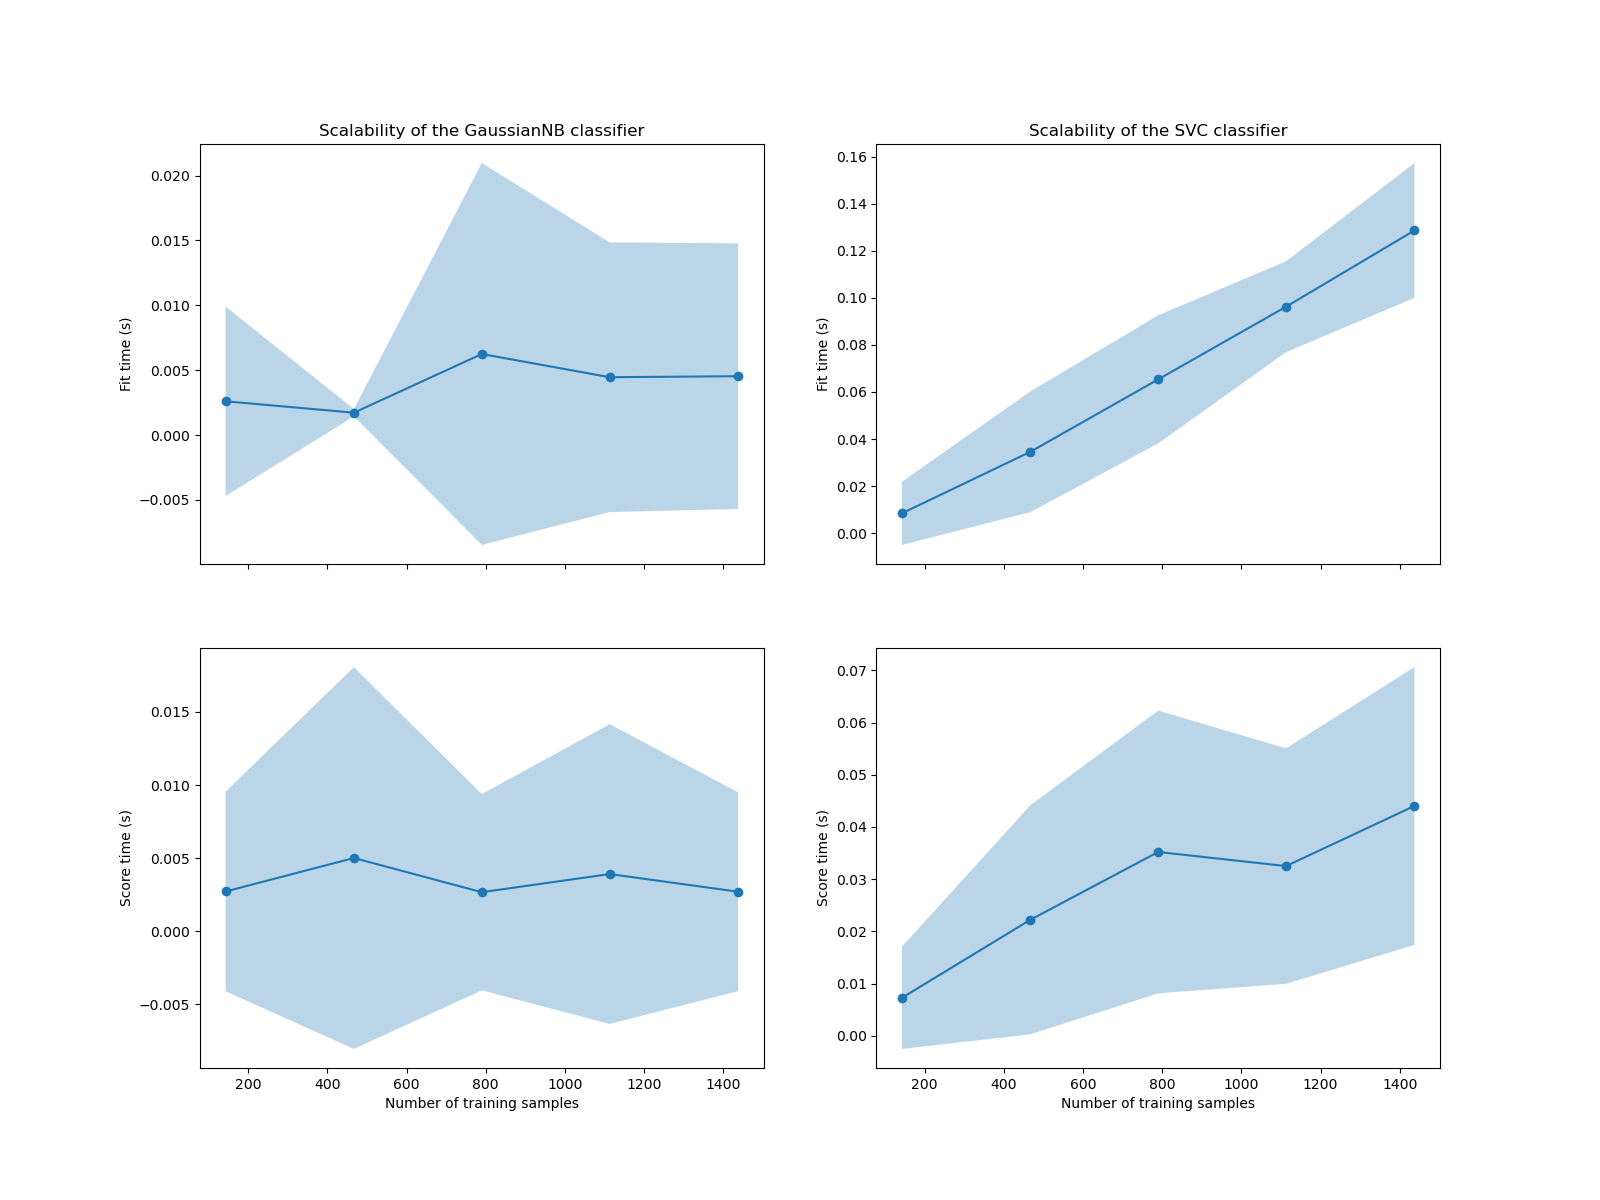 Scalability of the GaussianNB classifier
0.020
0.015
0.010
0.005
0.000
−0.005
Fit time (s)
Scalability of the SVC classifier
0.16
0.14
0.12
0.10
0.08
0.06
0.04
0.02
0.00
Fit time (s)
0.015
0.010
0.005
0.000
−0.005
Score time (s)
200 400 600 800 1000 1200 1400
Number of training samples
0.07
0.06
0.05
0.04
0.03
0.02
0.01
0.00
Score time (s)
200 400 600 800 1000 1200 1400
Number of training samples